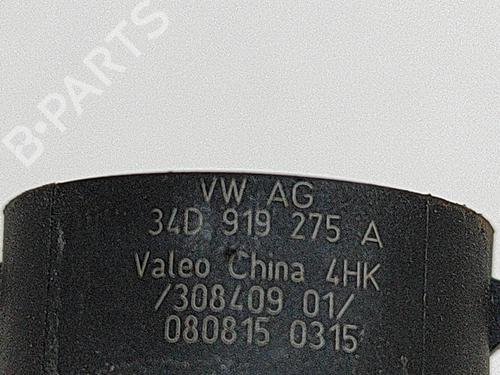 B-PARTS
VW AG
34D 919 275 A
Valeo China 4HK
/308409 01/
080815 0315